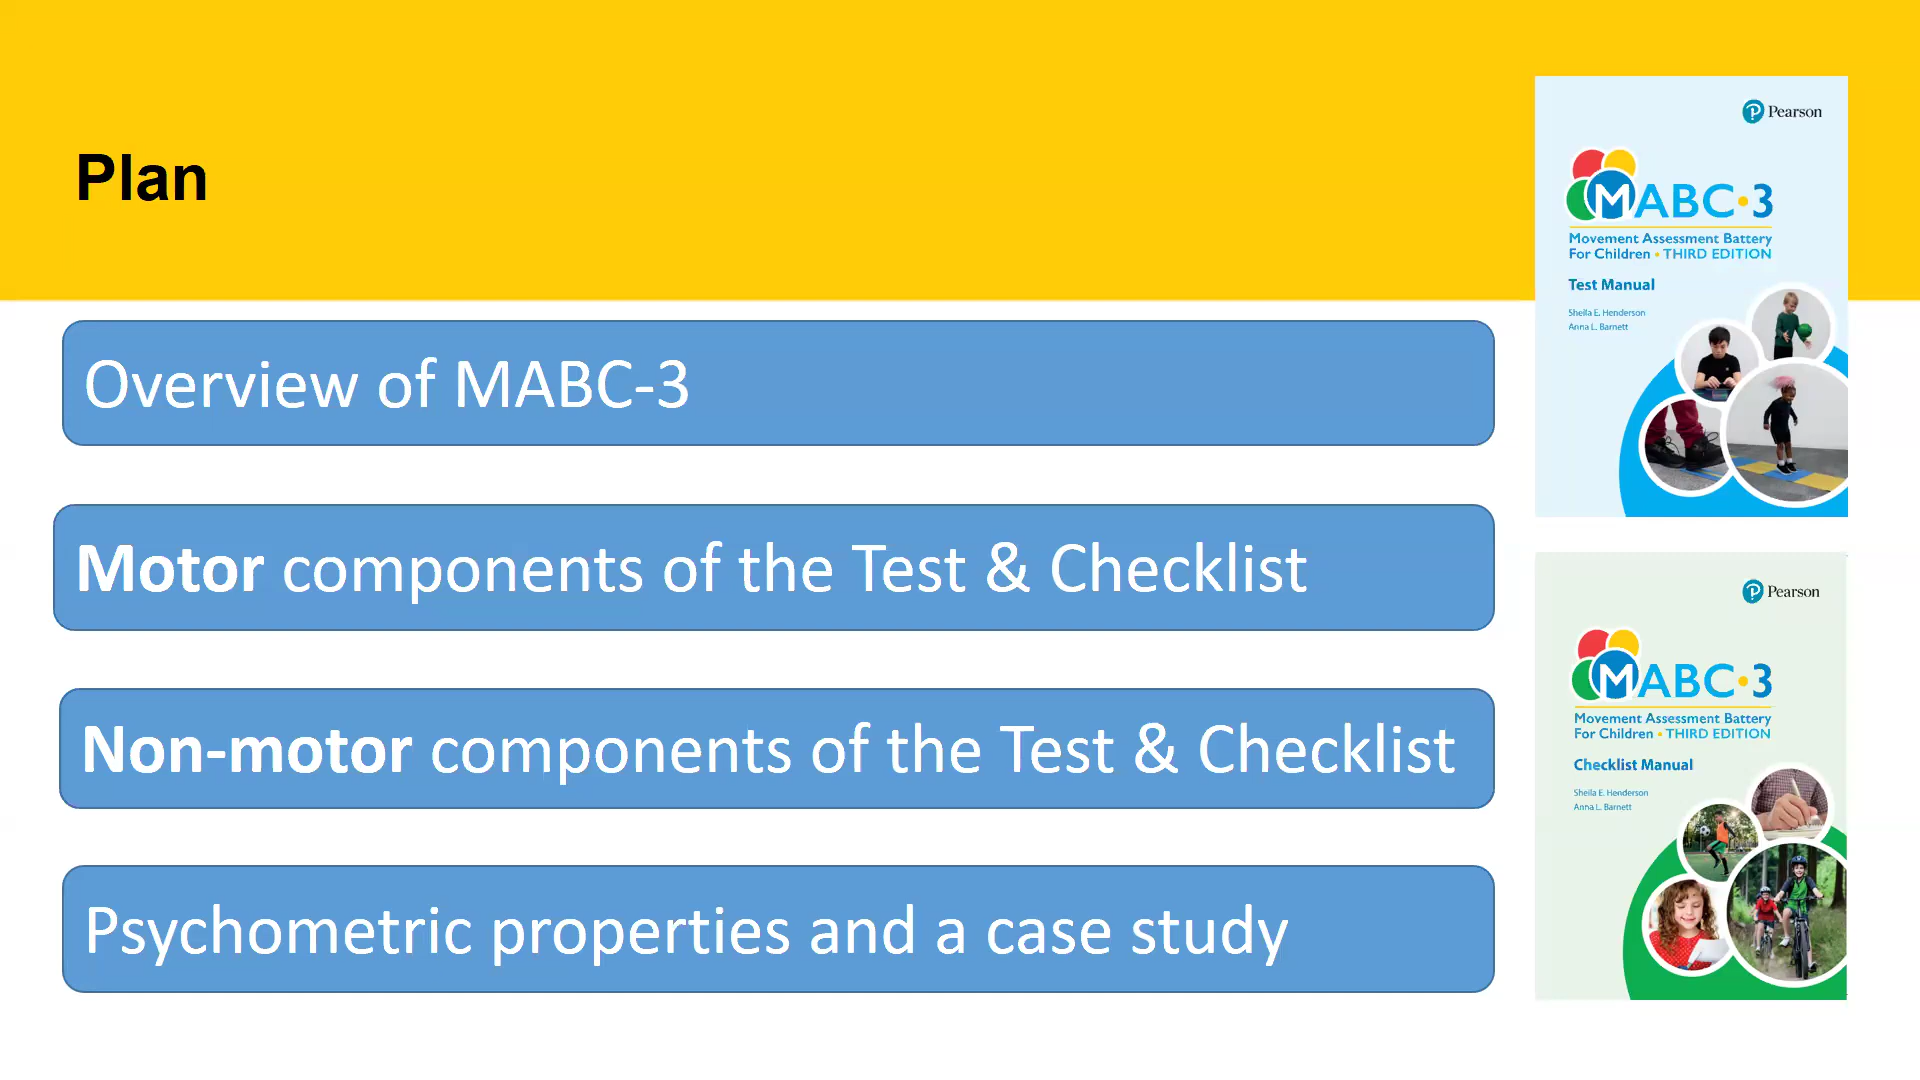 Plan
Overview of MABC-3
Motor components of the Test & Checklist
Non-motor components of the Test & Checklist
Psychometric properties and a case study
Pearson
MABC•3
Movement Assessment Battery
For Children • THIRD EDITION
Test Manual
Sheila E. Henderson
Anna L. Barnett
Pearson
MABC•3
Movement Assessment Battery
For Children • THIRD EDITION
Checklist Manual
Sheila E. Henderson
Anna L. Barnett